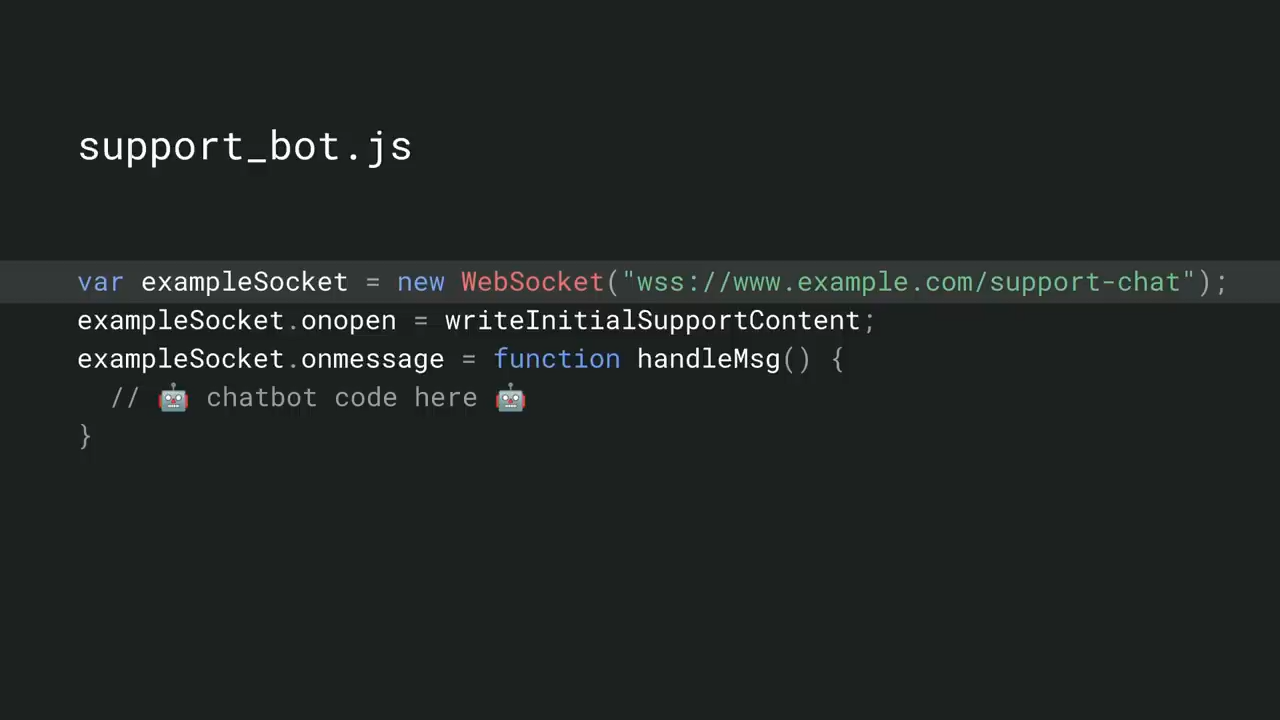 support_bot.js
var exampleSocket = new WebSocket("wss://www.example.com/support-chat");
exampleSocket.onopen = writeInitialSupportContent;
exampleSocket.onmessage = function handleMsg() {
// 🤖 chatbot code here 🤖
}